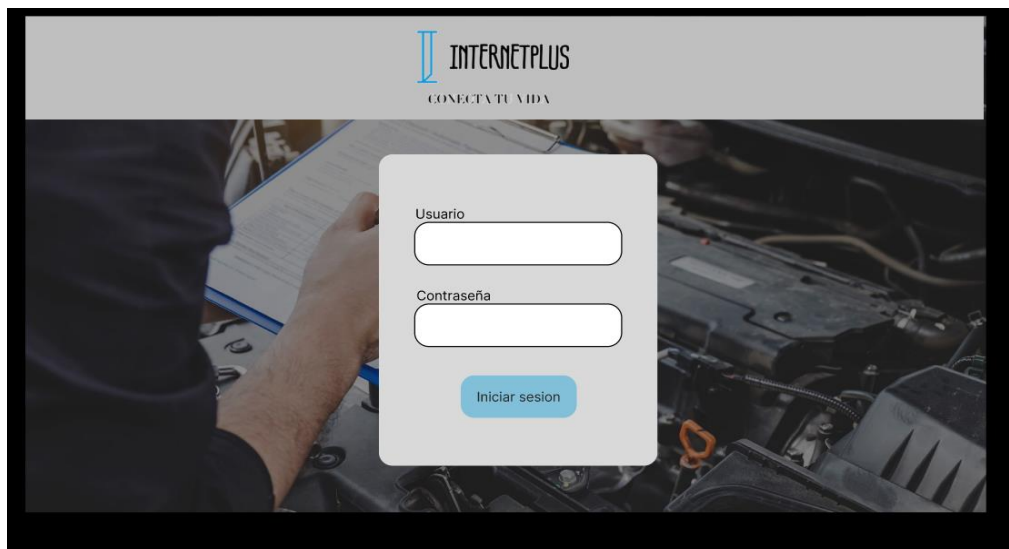 INTERNETPLUS
CONECTA TU VIDA
Usuario
Contraseña
Iniciar sesion